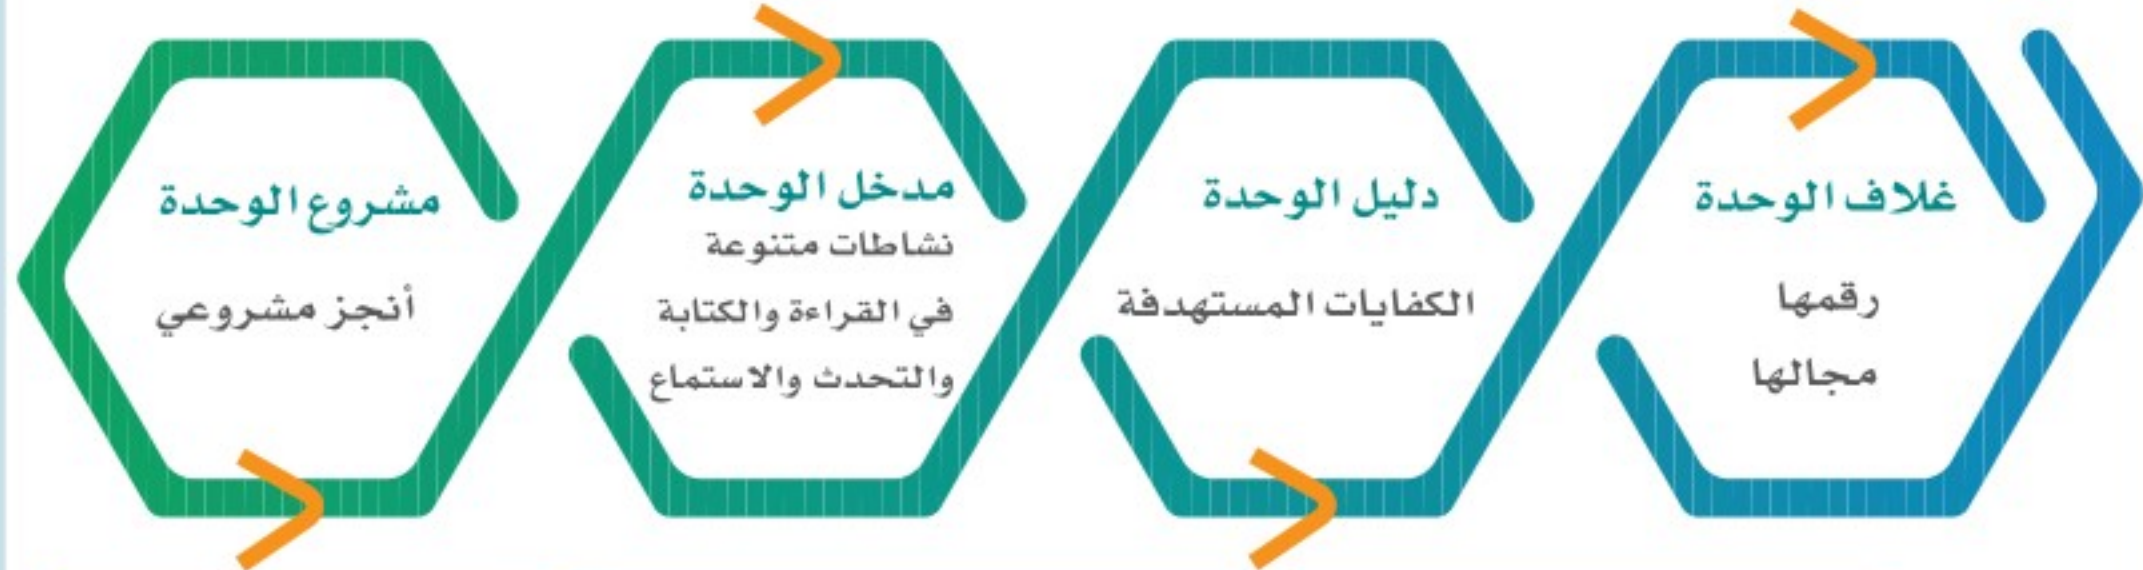 غلاف الوحدة
رقمها
مجالها
دليل الوحدة
الكفايات المستهدفة
مدخل الوحدة
نشاطات متنوعة
في القراءة والكتابة
والتحدث والاستماع
مشروع الوحدة
أنجز مشروعي